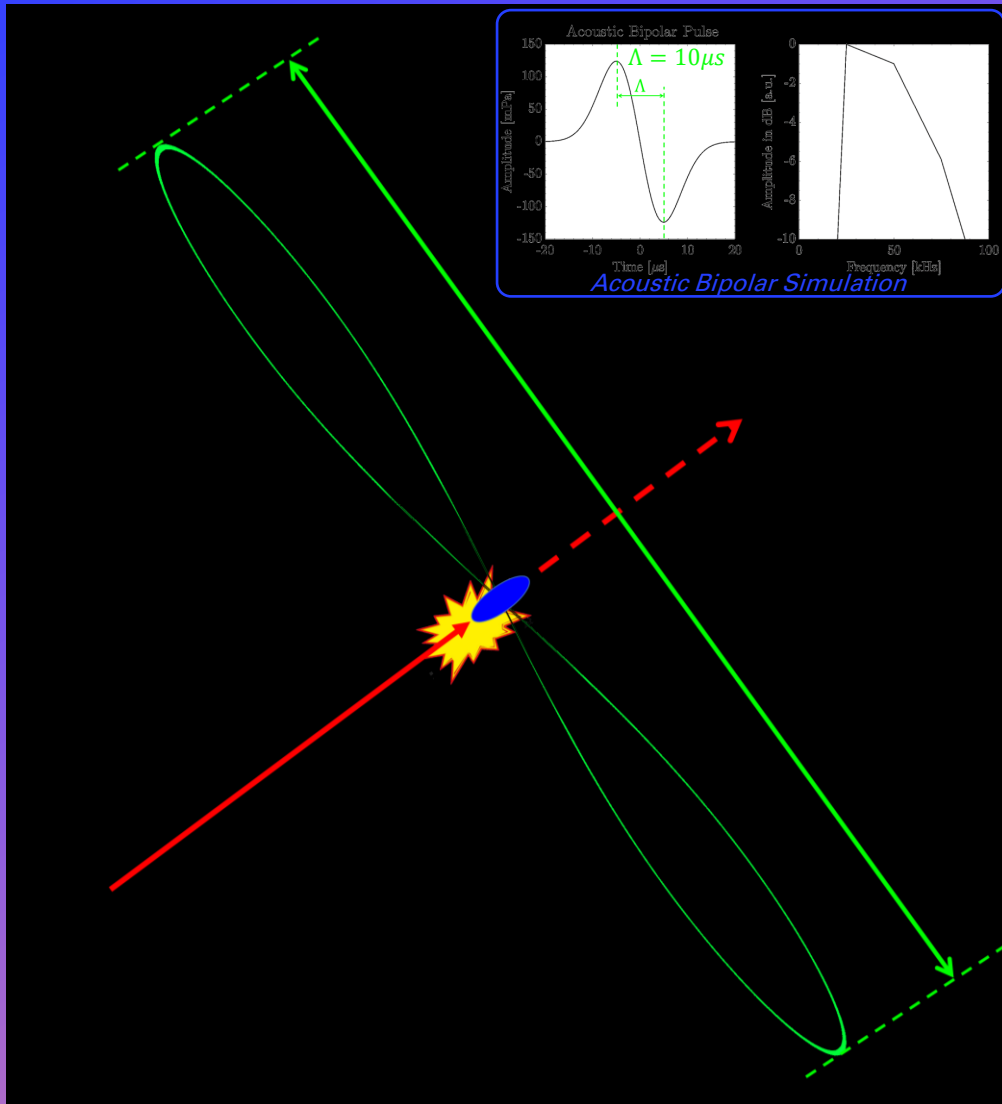 Acoustic Bipolar Pulse
Λ = 10μs
Λ
Amplitude [mPa]
150
100
50
0
-50
-100
-150
-20
-10
0
10
20
Time [μs]
Amplitude in dB [a.u.]
0
-2
-4
-6
-8
-10
0
50
100
Frequency [kHs]
Acoustic Bipolar Simulation